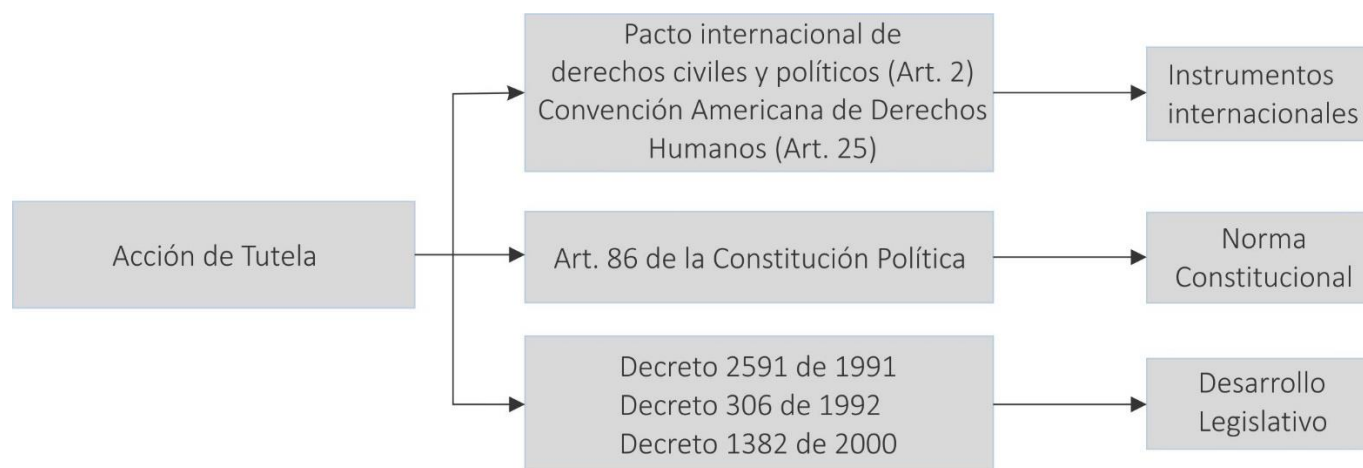 Pacto internacional de
derechos civiles y políticos (Art. 2)
Convención Americana de Derechos
Humanos (Art. 25)
Instrumentos
internacionales
Acción de Tutela
Art. 86 de la Constitución Política
Norma
Constitucional
Decreto 2591 de 1991
Decreto 306 de 1992
Decreto 1382 de 2000
Desarrollo
Legislativo